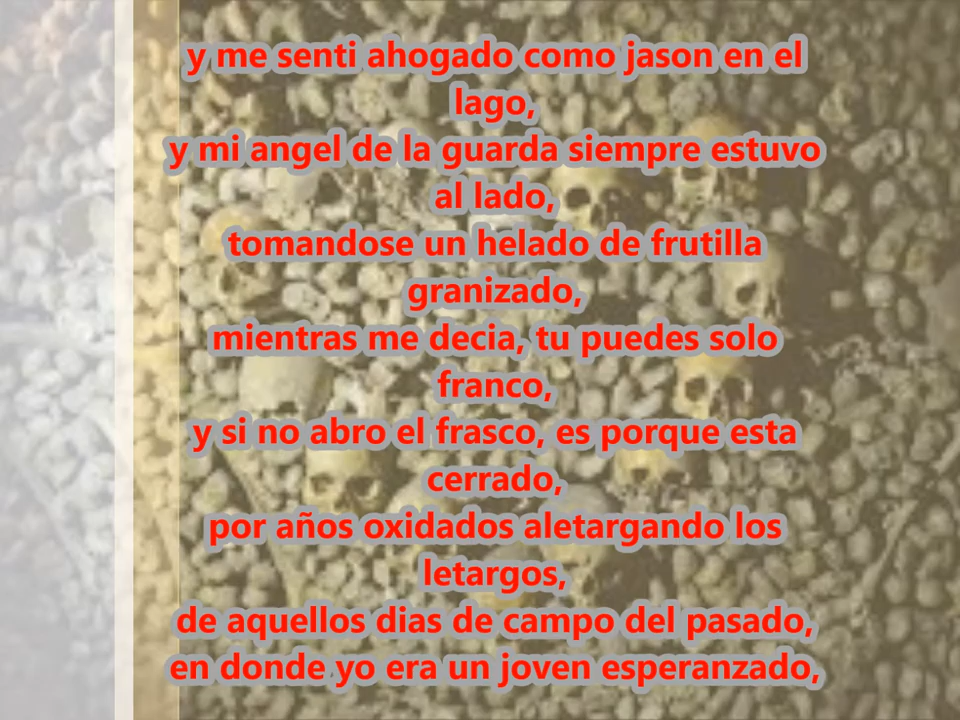 y me senti ahogado como jason en el
lago,
y mi angel de la guarda siempre estuvo
al lado,
tomandose un helado de frutilla
granizado,
mientras me decia, tu puedes solo
franco,
y si no abro el frasco, es porque esta
cerrado,
por años oxidados aletargando los
letargos,
de aquellos dias de campo del pasado,
en donde yo era un joven esperanzado,